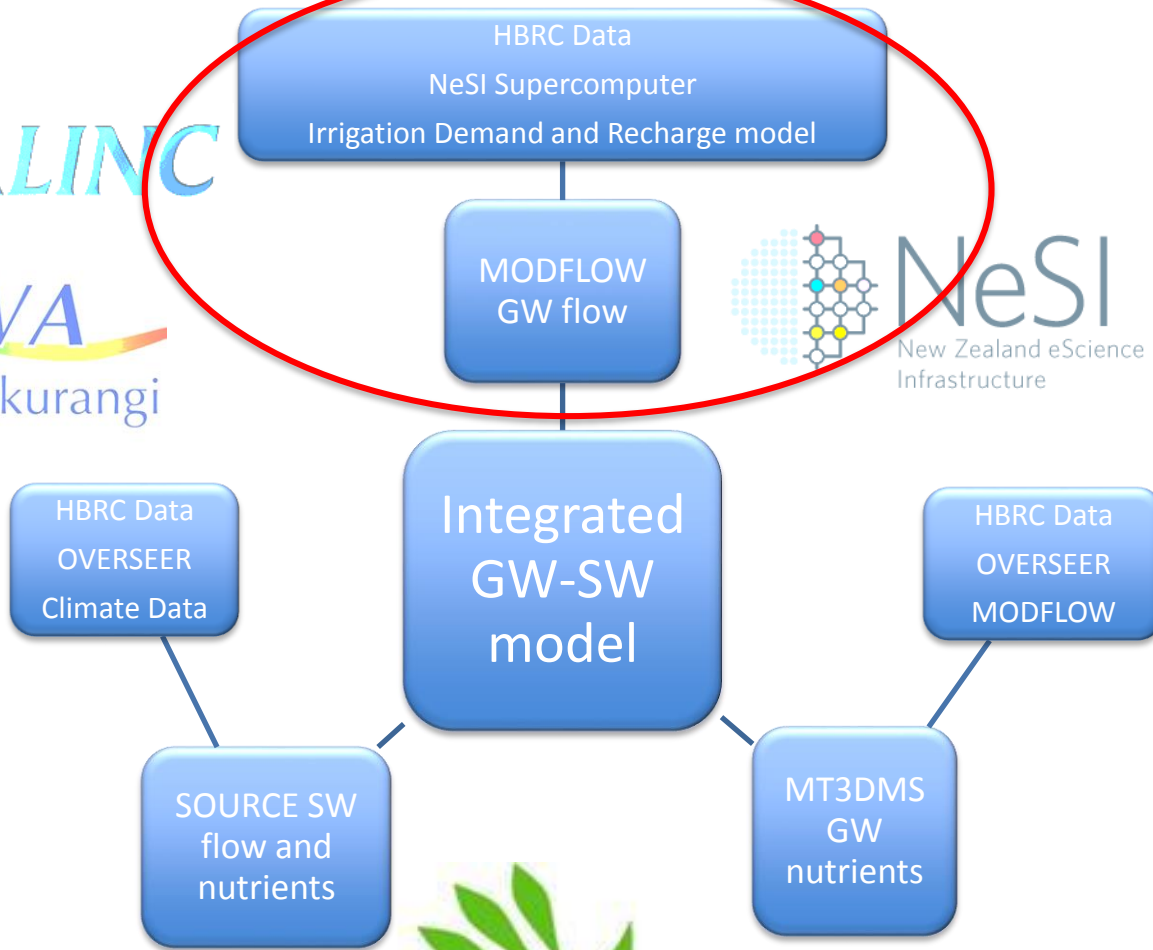 HBRC Data
NeSI Supercomputer
Irrigation Demand and Recharge model
LINC
MODFLOW
GW flow
NeSI
New Zealand eScience
Infrastructure
VA
kurangi
HBRC Data
OVERSEER
Climate Data
Integrated
GW-SW
model
HBRC Data
OVERSEER
MODFLOW
SOURCE SW
flow and
nutrients
MT3DMS
GW
nutrients